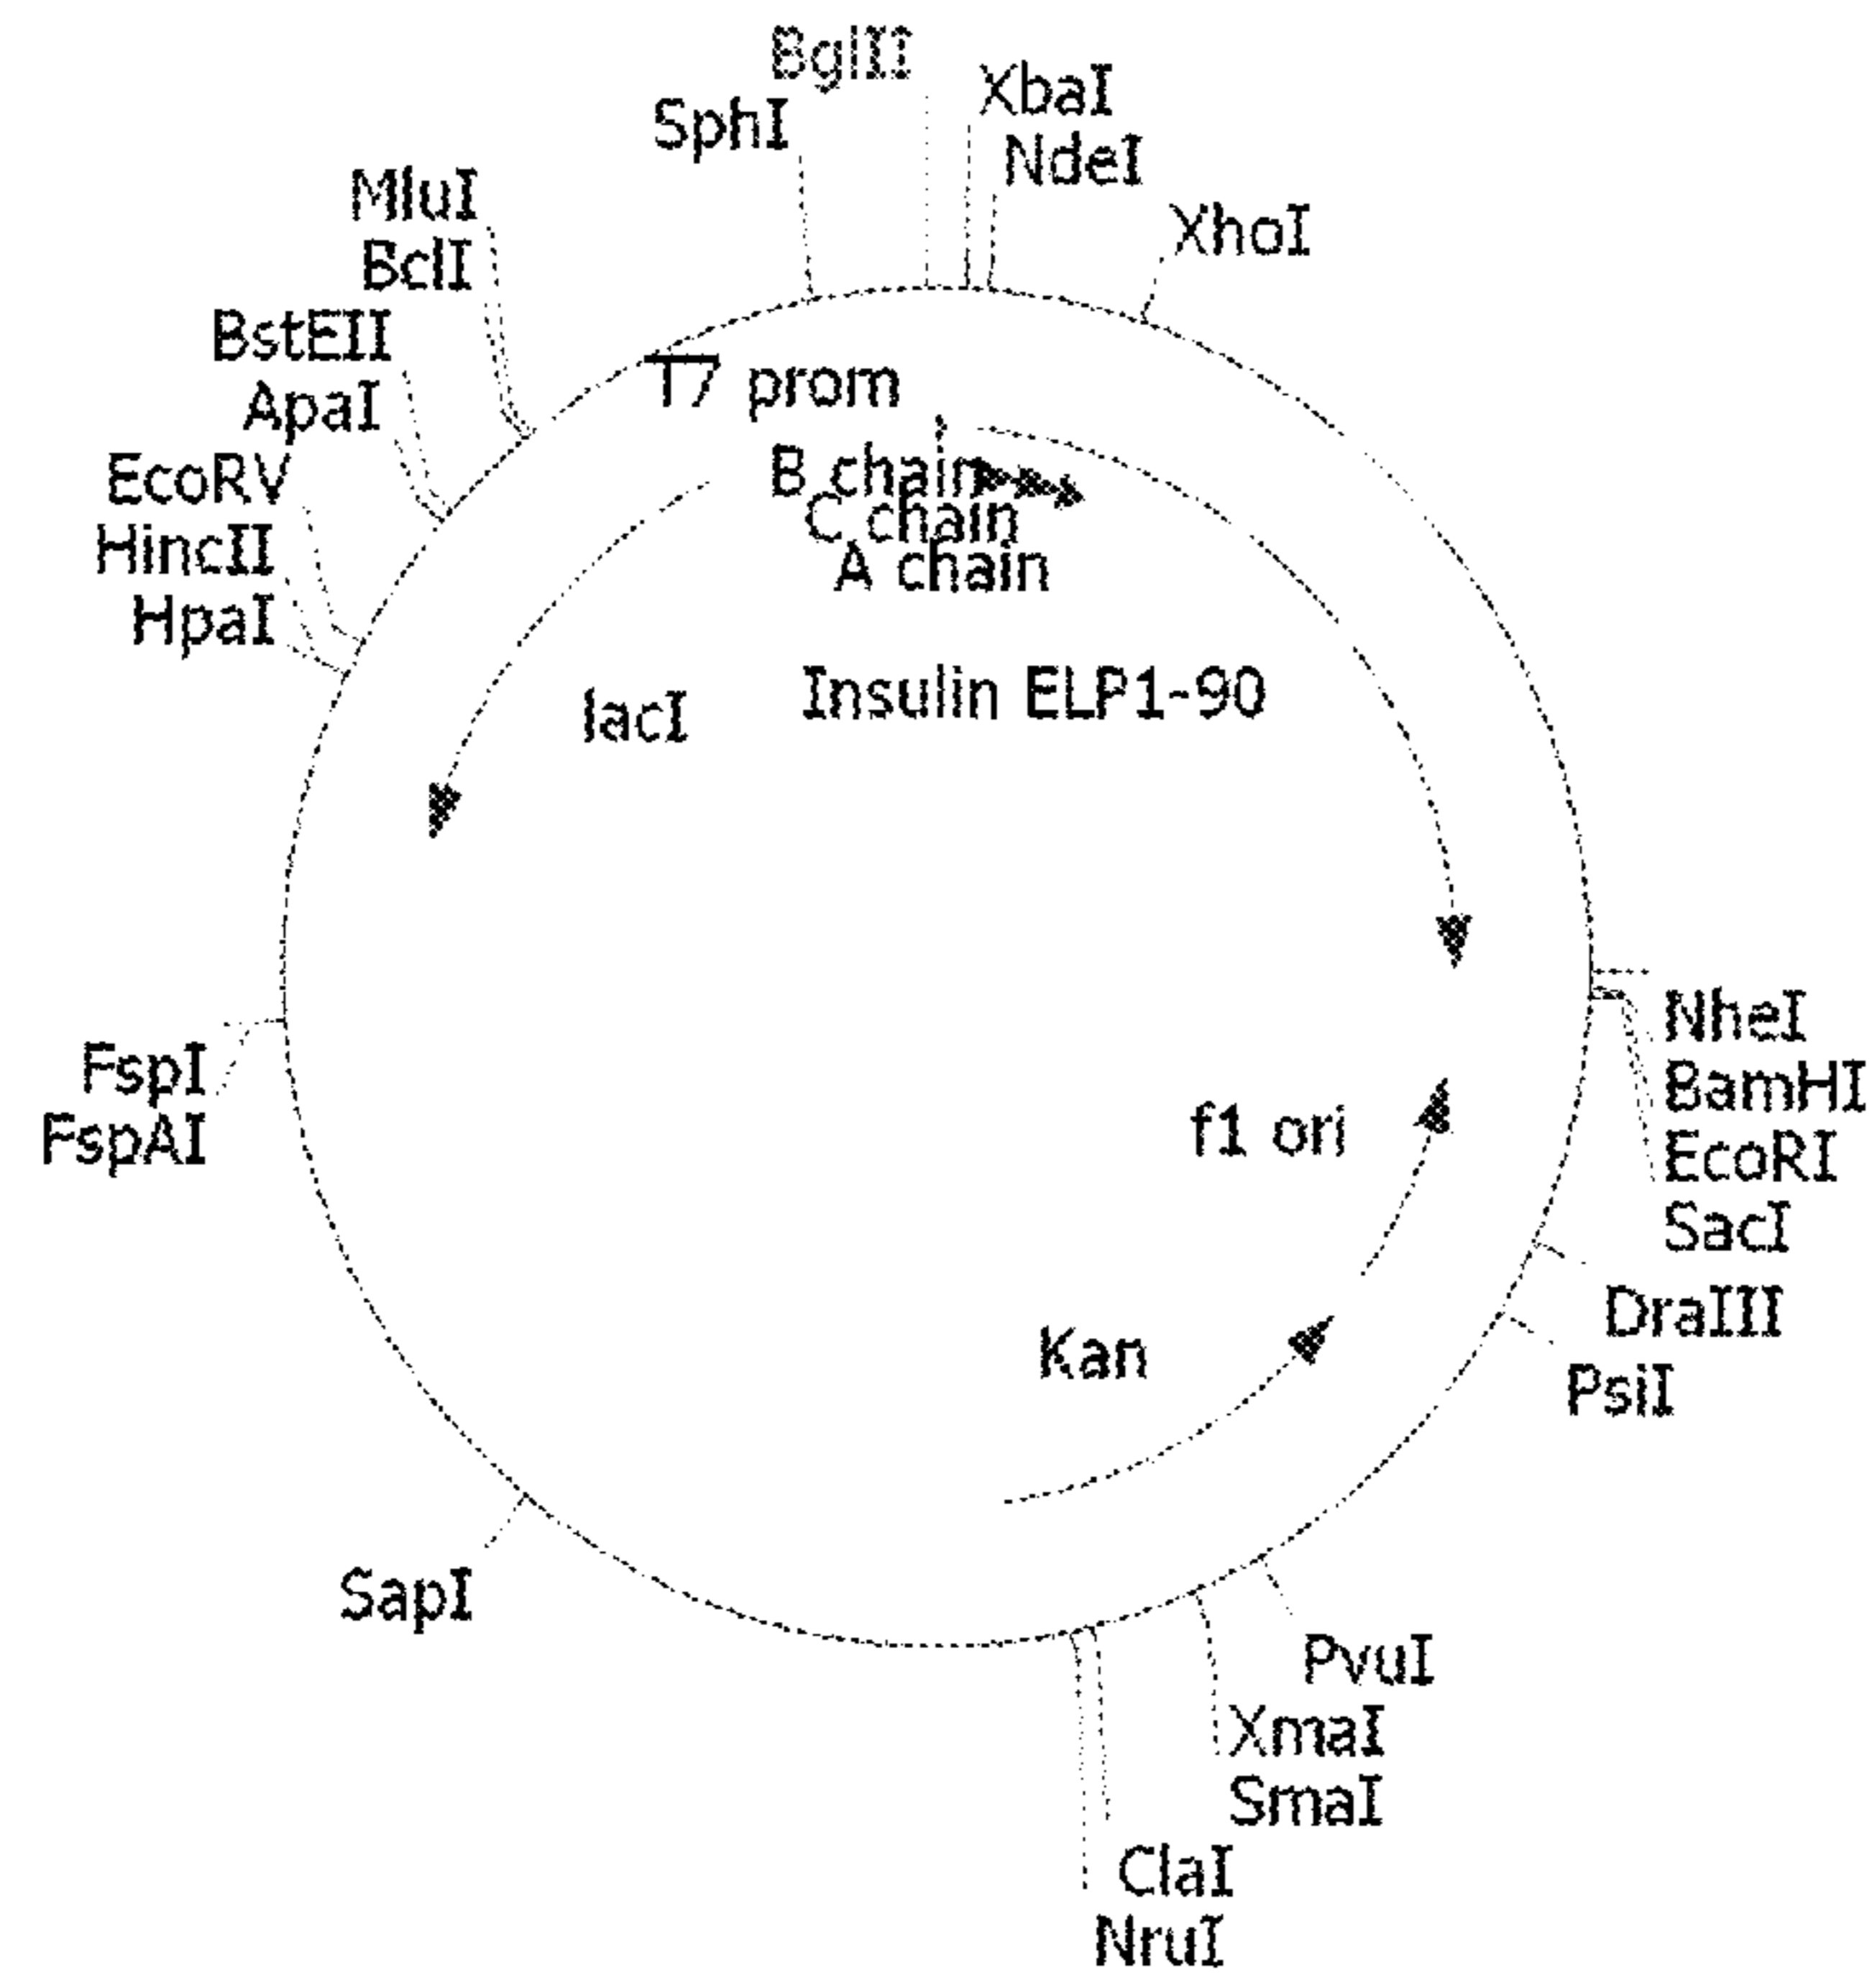 BglII
XbaI
SphI
NdeI
MluI
XhoI
BclI
BstEII
T7 prom
ApaI
EcoRV
B chain
C chain
HincII
A chain
HpaI
Insulin ELP1-90
lacI
NheI
FspI
BamHI
f1 ori
FspAI
EcoRI
SacI
DraIII
Kan
PsiI
SapI
PvuI
XmaI
SmaI
ClaI
NruI